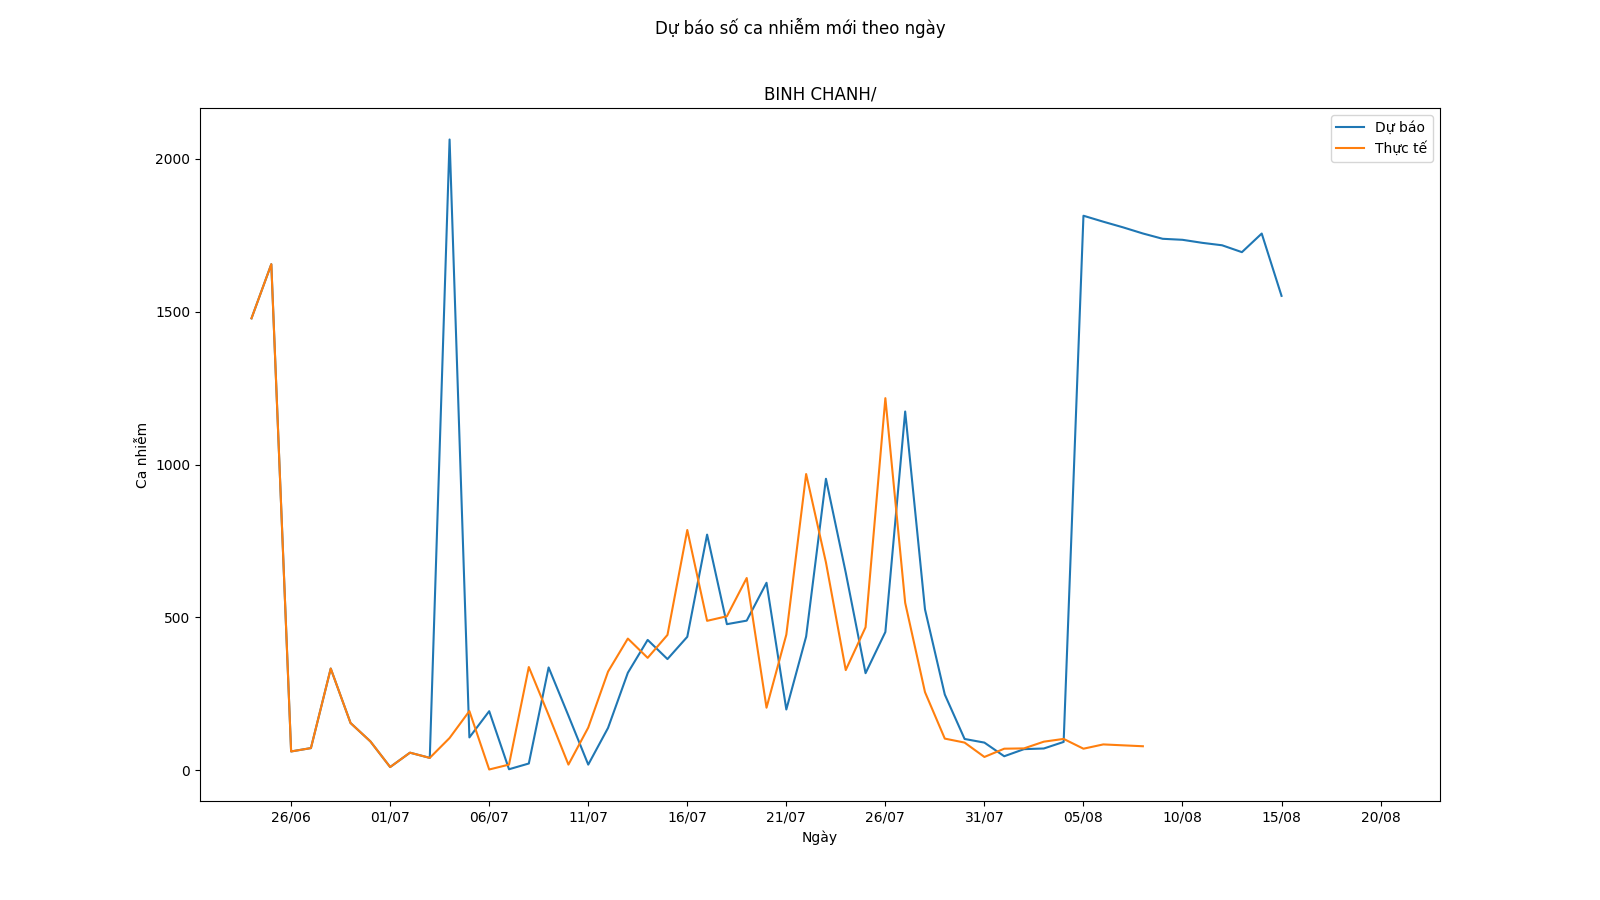 Dự báo số ca nhiễm mới theo ngày
BINH CHANH/
Dự báo
Thực tế
2000
1500
1000
500
0
Ca nhiễm
26/06 01/07 06/07 11/07 16/07 21/07 26/07 31/07 05/08 10/08 15/08 20/08
Ngày